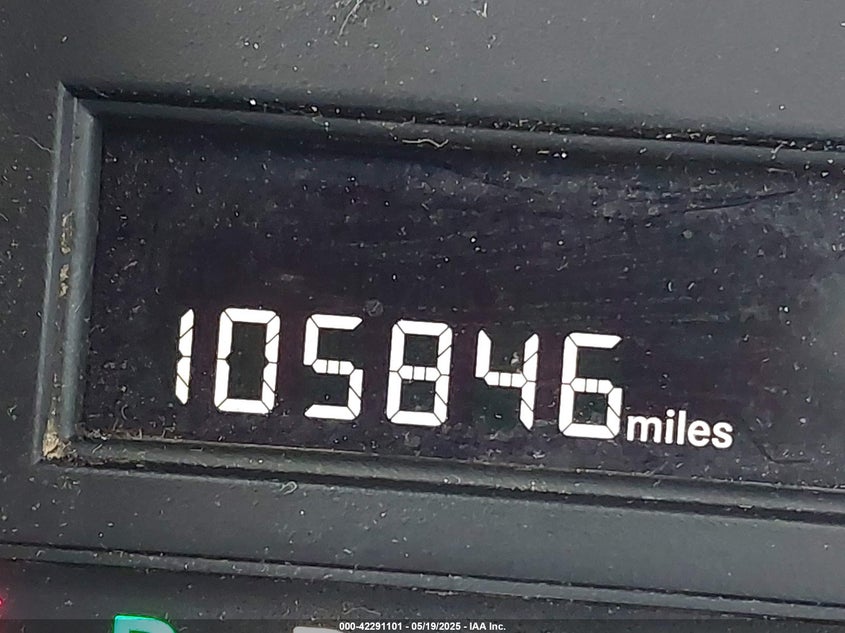 105846 miles
000-42291101 - 05/19/2025 - IAA Inc.